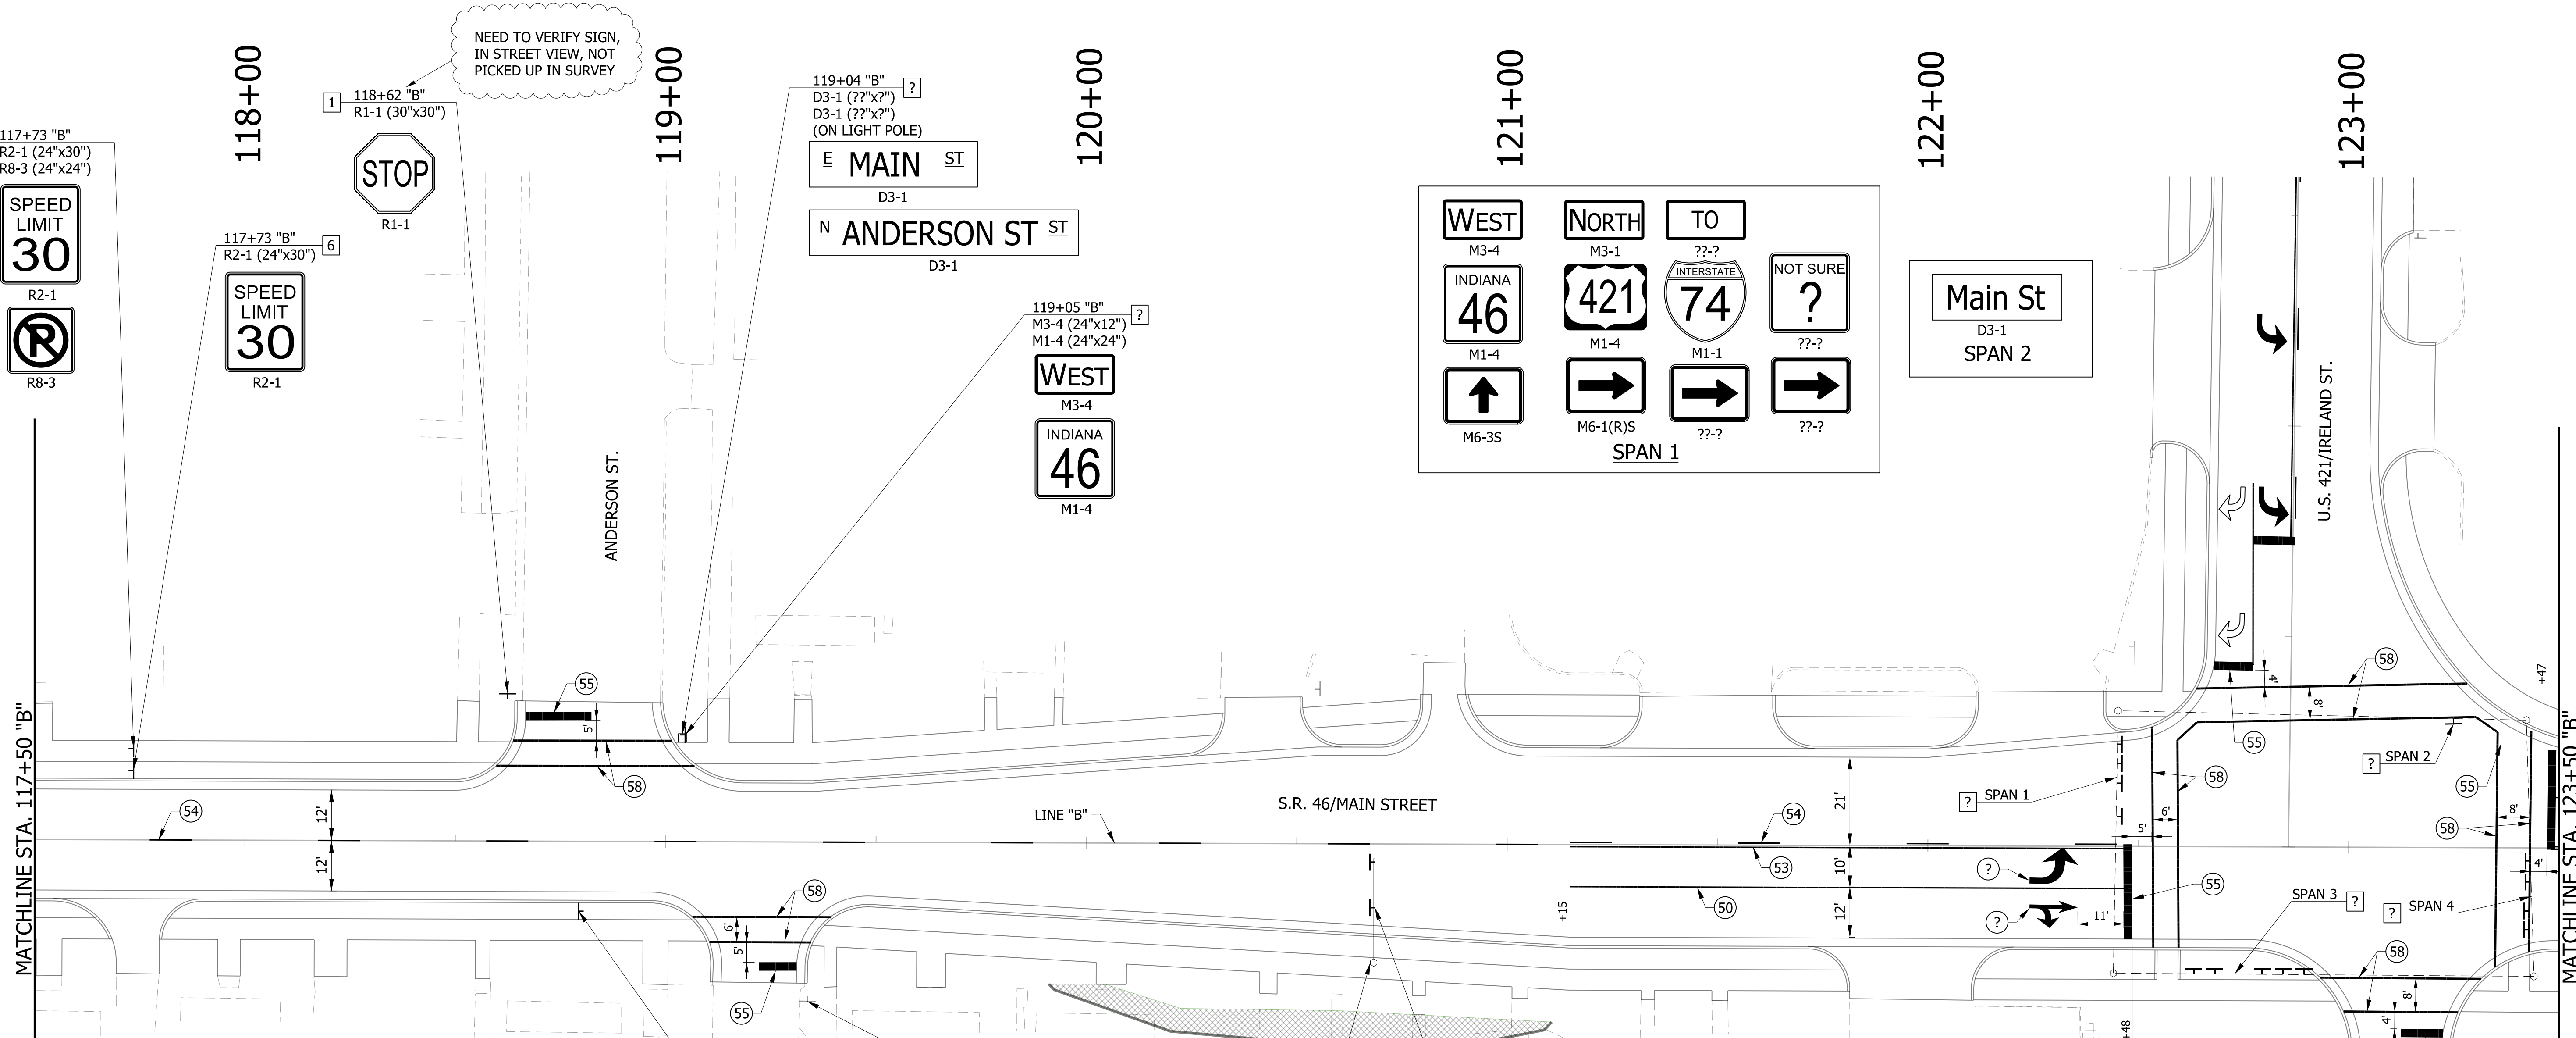 NEED TO VERIFY SIGN,
IN STREET VIEW, NOT
PICKED UP IN SURVEY
118+00
119+00
120+00
121+00
122+00
123+00
117+73 "B"
R2-1 (24"x30")
R8-3 (24"x24")
SPEED
LIMIT
30
R2-1
R
R8-3
117+73 "B"
R2-1 (24"x30")
6
SPEED
LIMIT
30
R2-1
1
118+62 "B"
R1-1 (30"x30")
STOP
R1-1
119+04 "B"
?
D3-1 (??"x?")
D3-1 (??"x?")
(ON LIGHT POLE)
E MAIN ST
D3-1
N ANDERSON ST ST
D3-1
119+05 "B"
?
M3-4 (24"x12")
M1-4 (24"x24")
WEST
M3-4
INDIANA
46
M1-4
WEST
M3-4
INDIANA
46
M1-4
M6-3S
NORTH
M3-1
421
M1-4
M6-1(R)S
TO
??-?
INTERSTATE
74
M1-1
??-?
NOT SURE
?
??-?
??-?
SPAN 1
Main St
D3-1
SPAN 2
ANDERSON ST.
U.S. 421/IRELAND ST.
MATCHLINE STA. 117+50 "B"
MATCHLINE STA. 123+50 "B"
55
5'
58
54
12'
12'
LINE "B"
S.R. 46/MAIN STREET
58
6'
5'
55
+15
21'
10'
12'
54
53
50
?
?
11'
? SPAN 1
5'
6'
58
55
4'
8'
58
55
? SPAN 2
+47
55
8'
58
4'
SPAN 3 ?
? SPAN 4
58
8'
4'
+48